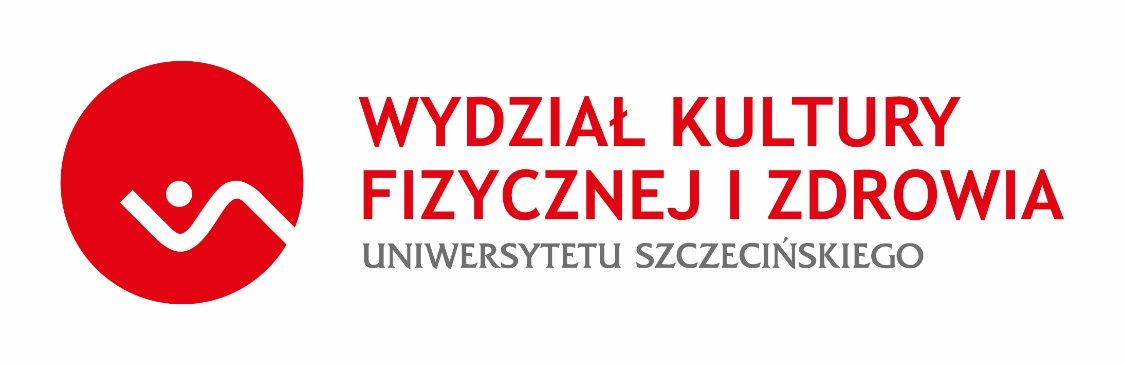 WYDZIAŁ KULTURY
FIZYCZNEJ I ZDROWIA
UNIWERSYTETU SZCZECIŃSKIEGO